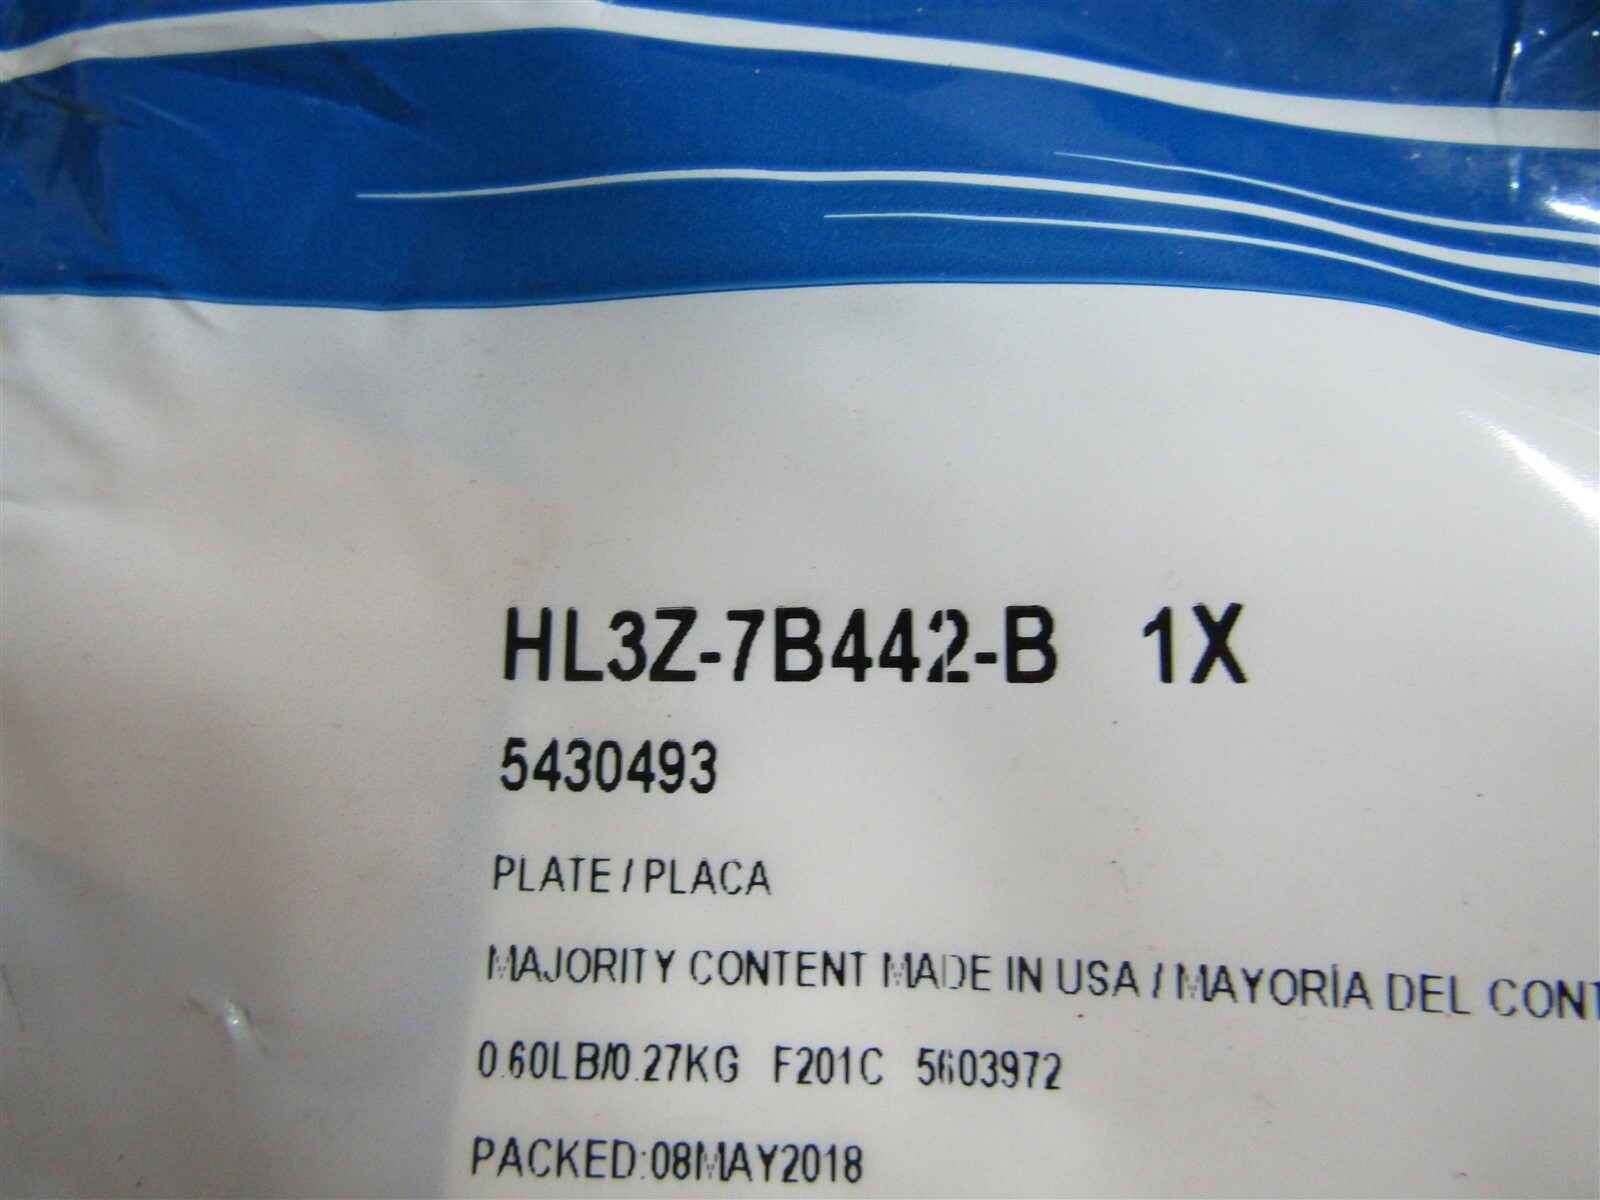 HL3Z-7B442-B 1X
5430493
PLATE / PLACA
MAJORITY CONTENT MADE IN USA / MAYORÍA DEL CONT
0.60LB/0.27KG F201C 5603972
PACKED:08MAY2018